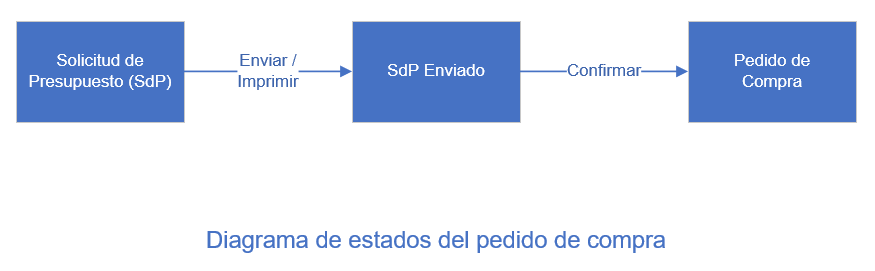 Solicitud de
Presupuesto (SdP)
Enviar /
Imprimir
SdP Enviado
Confirmar
Pedido de
Compra
Diagrama de estados del pedido de compra